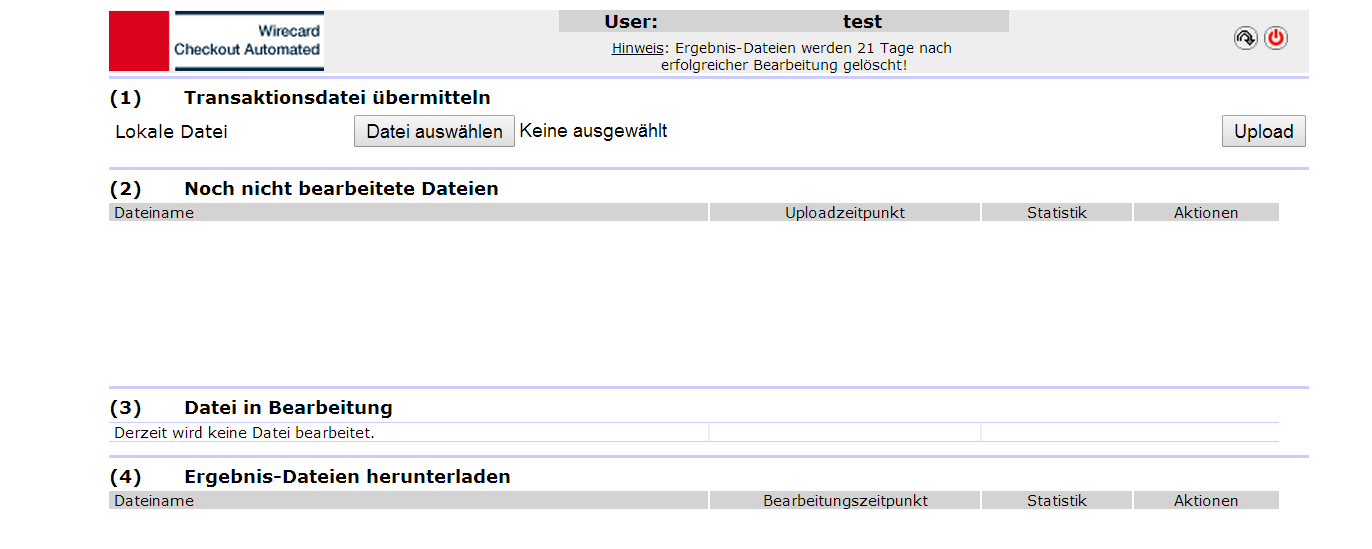 Wirecard
Checkout Automated
User: test
Hinweis: Ergebnis-Dateien werden 21 Tage nach
erfolgreicher Bearbeitung gelöscht!
(1) Transaktionsdatei übermitteln
Lokale Datei Datei auswählen Keine ausgewählt Upload
(2) Noch nicht bearbeitete Dateien
Dateiname Uploadzeitpunkt Statistik Aktionen
(3) Datei in Bearbeitung
Derzeit wird keine Datei bearbeitet.
(4) Ergebnis-Dateien herunterladen
Dateiname Bearbeitungszeitpunkt Statistik Aktionen